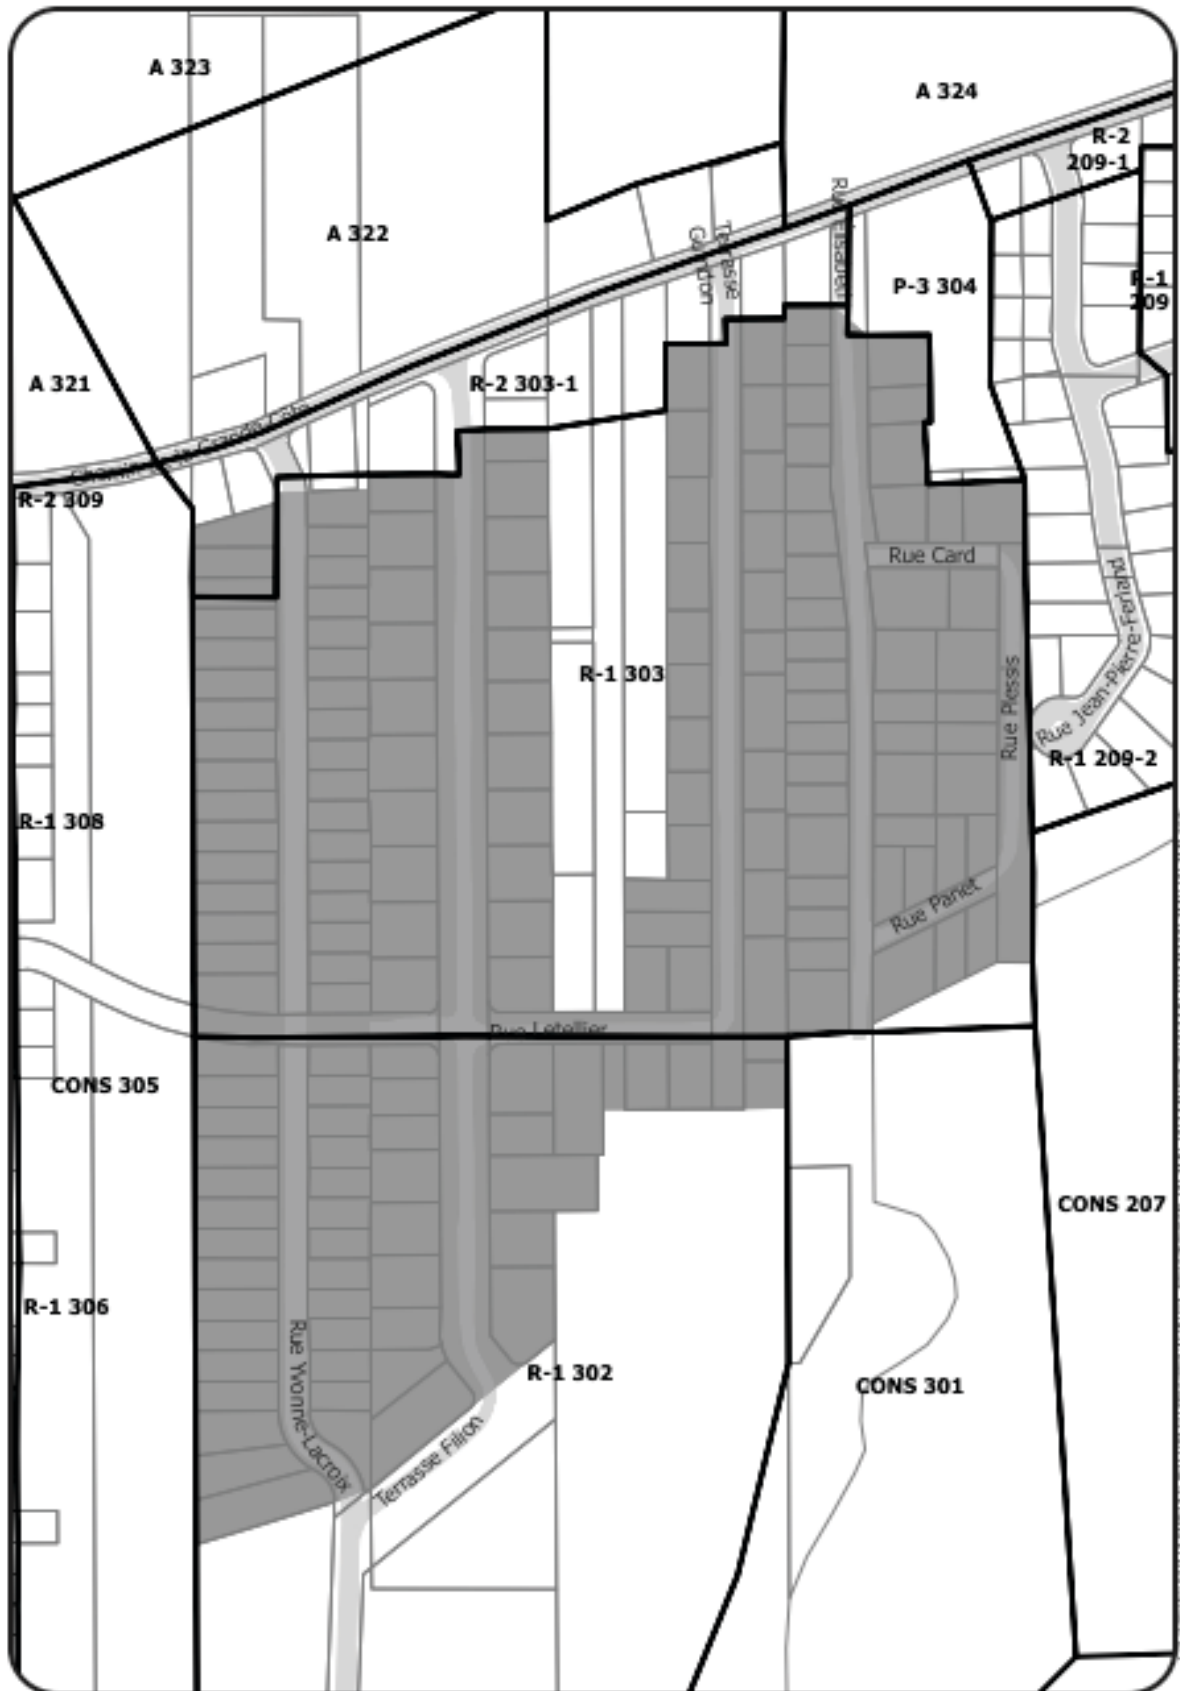 A 323
A 324
R-2
209-1
A 322
Terrasse
Gordon
P-3 304
R-1
209
A 321
R-2 303-1
R-2 309
Rue Card
Rue Jean-Pierre-Ferland
R-1 303
Rue Plessis
R-1 209-2
R-1 308
Rue Panet
Rue Letellier
CONS 305
CONS 207
R-1 306
Rue Yvonne-Lacroix
R-1 302
CONS 301
Terrasse Filion